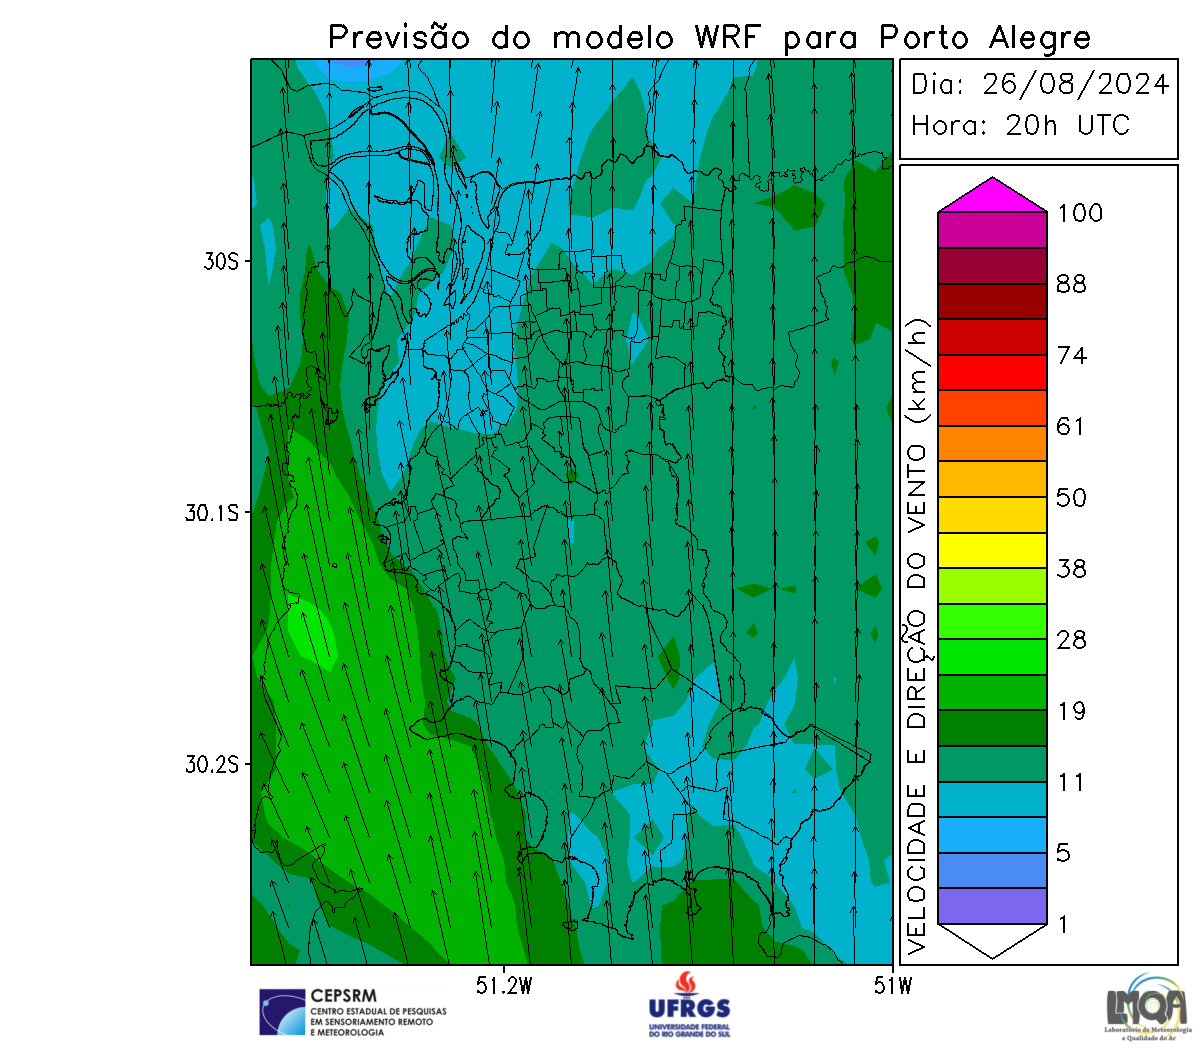 Previsão do modelo WRF para Porto Alegre
Dia: 26/08/2024
Hora: 20h UTC
100
88
74
61
50
38
28
19
11
5
1
VELOCIDADE E DIREÇÃO DO VENTO (km/h)
30S
30.1S
30.2S
51.2W
51W
CEPSRM
CENTRO ESTADUAL DE PESQUISAS
EM SENSORIAMENTO REMOTO
E METEOROLOGIA
UFRGS
UNIVERSIDADE FEDERAL
DO RIO GRANDE DO SUL
LMQA
Laboratório de Meteorologia
e Qualidade do Ar